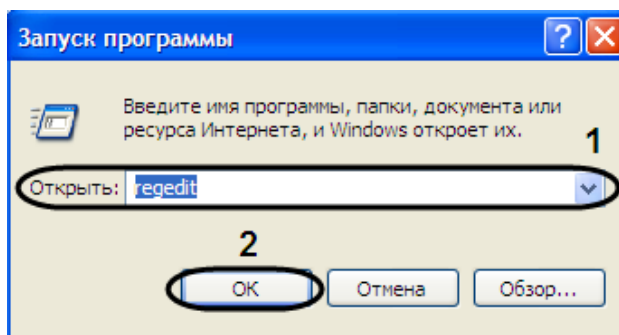 Запуск программы
?
Введите имя программы, папки, документа или
ресурса Интернета, и Windows откроет их.
1
Открыть: regedit
2
ОК Отмена Обзор...